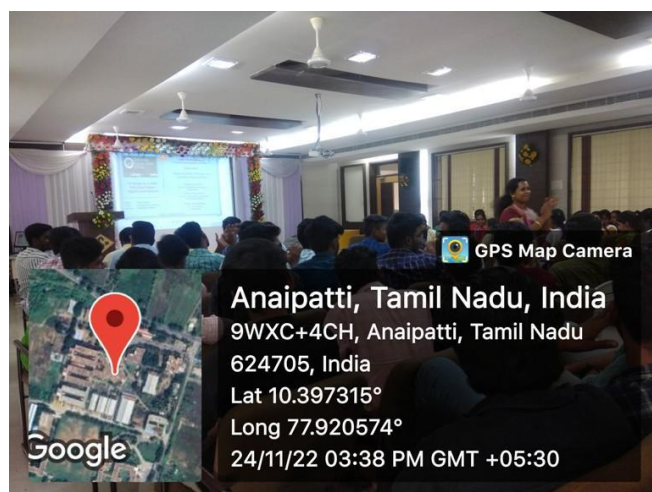 GPS Map Camera
Anaipatti, Tamil Nadu, India
9WXC+4CH, Anaipatti, Tamil Nadu
624705, India
Lat 10.397315°
Long 77.920574°
24/11/22 03:38 PM GMT +05:30
Google